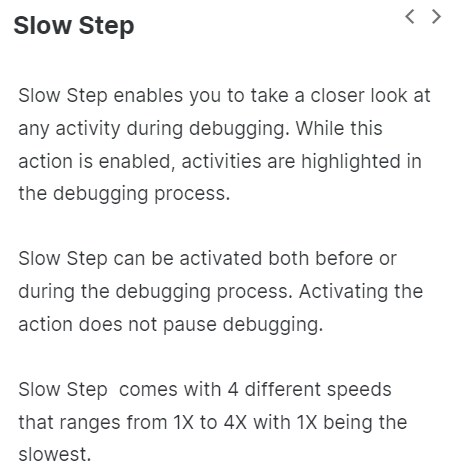 Slow Step
Slow Step enables you to take a closer look at
any activity during debugging. While this
action is enabled, activities are highlighted in
the debugging process.
Slow Step can be activated both before or
during the debugging process. Activating the
action does not pause debugging.
Slow Step  comes with 4 different speeds
that ranges from 1X to 4X with 1X being the
slowest.